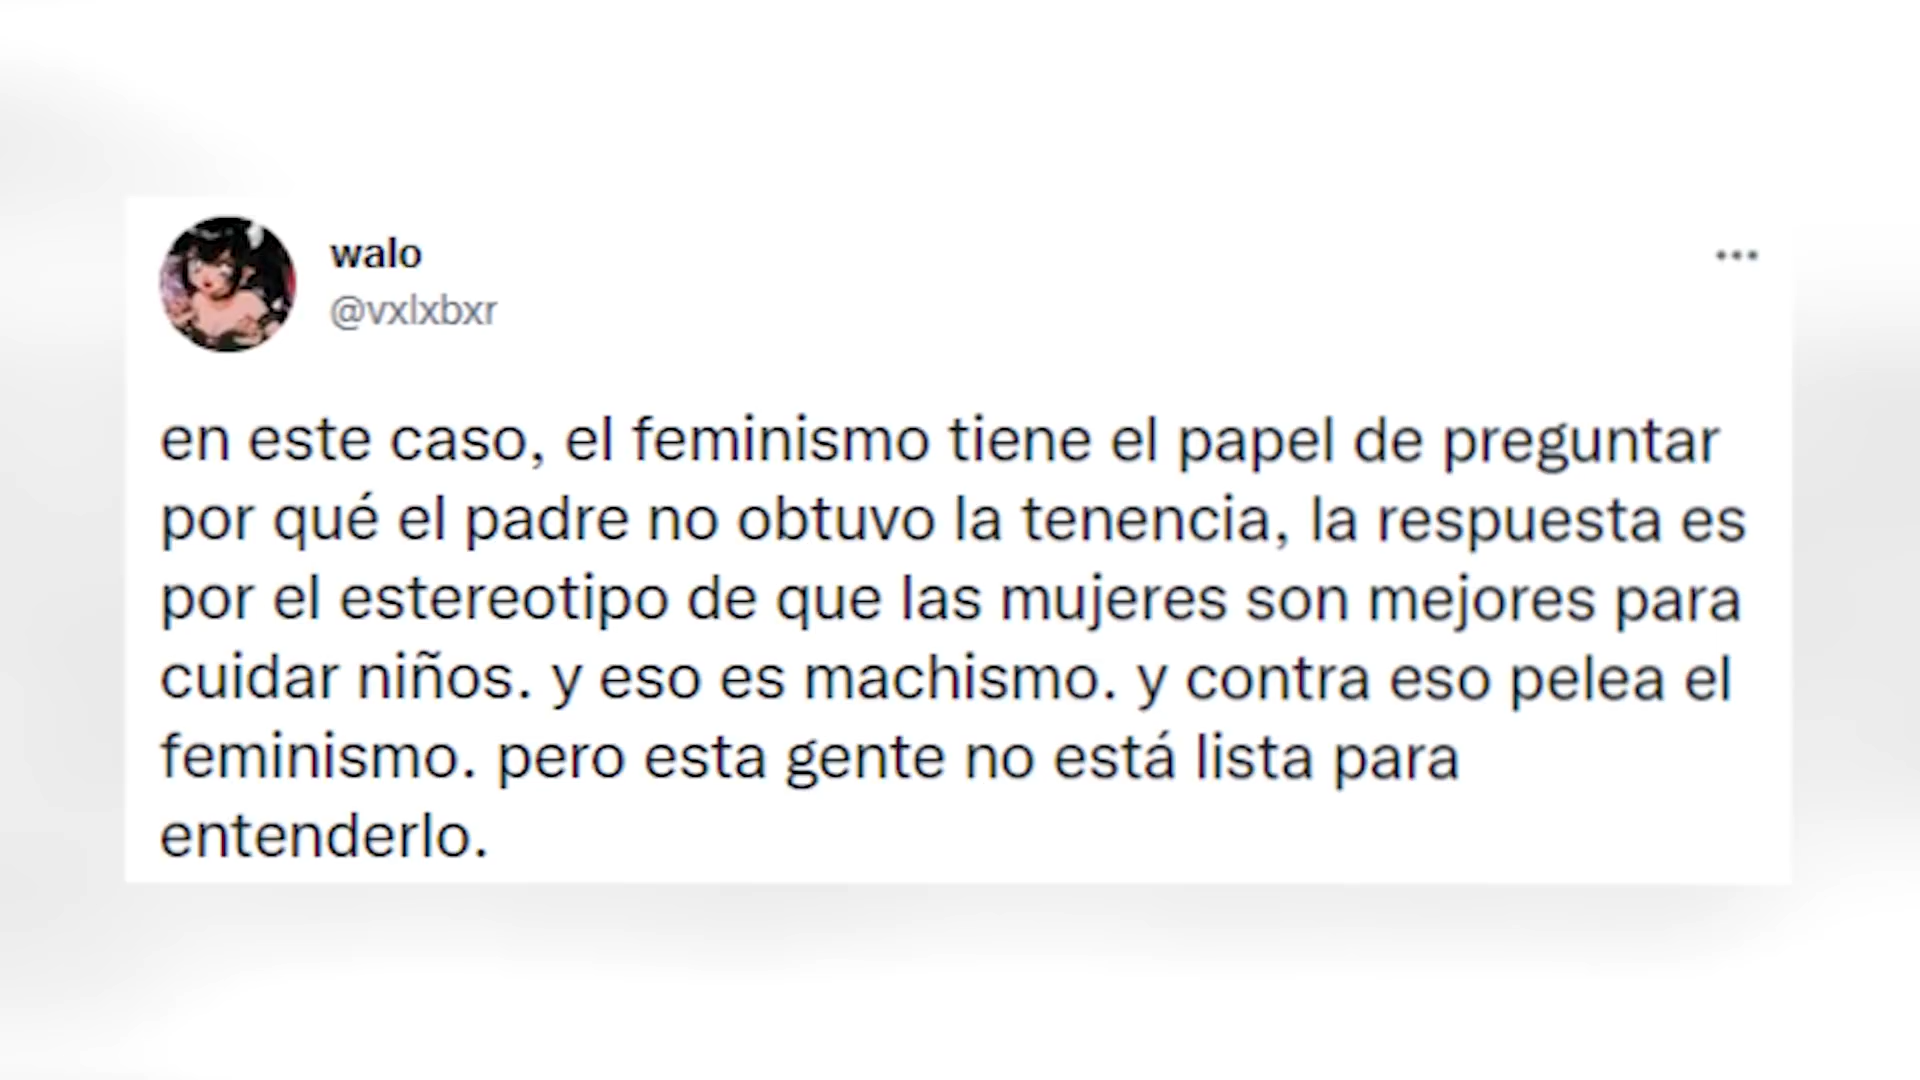 walo
@vxlxbxr
en este caso, el feminismo tiene el papel de preguntar
por qué el padre no obtuvo la tenencia, la respuesta es
por el estereotipo de que las mujeres son mejores para
cuidar niños. y eso es machismo. y contra eso pelea el
feminismo. pero esta gente no está lista para
entenderlo.